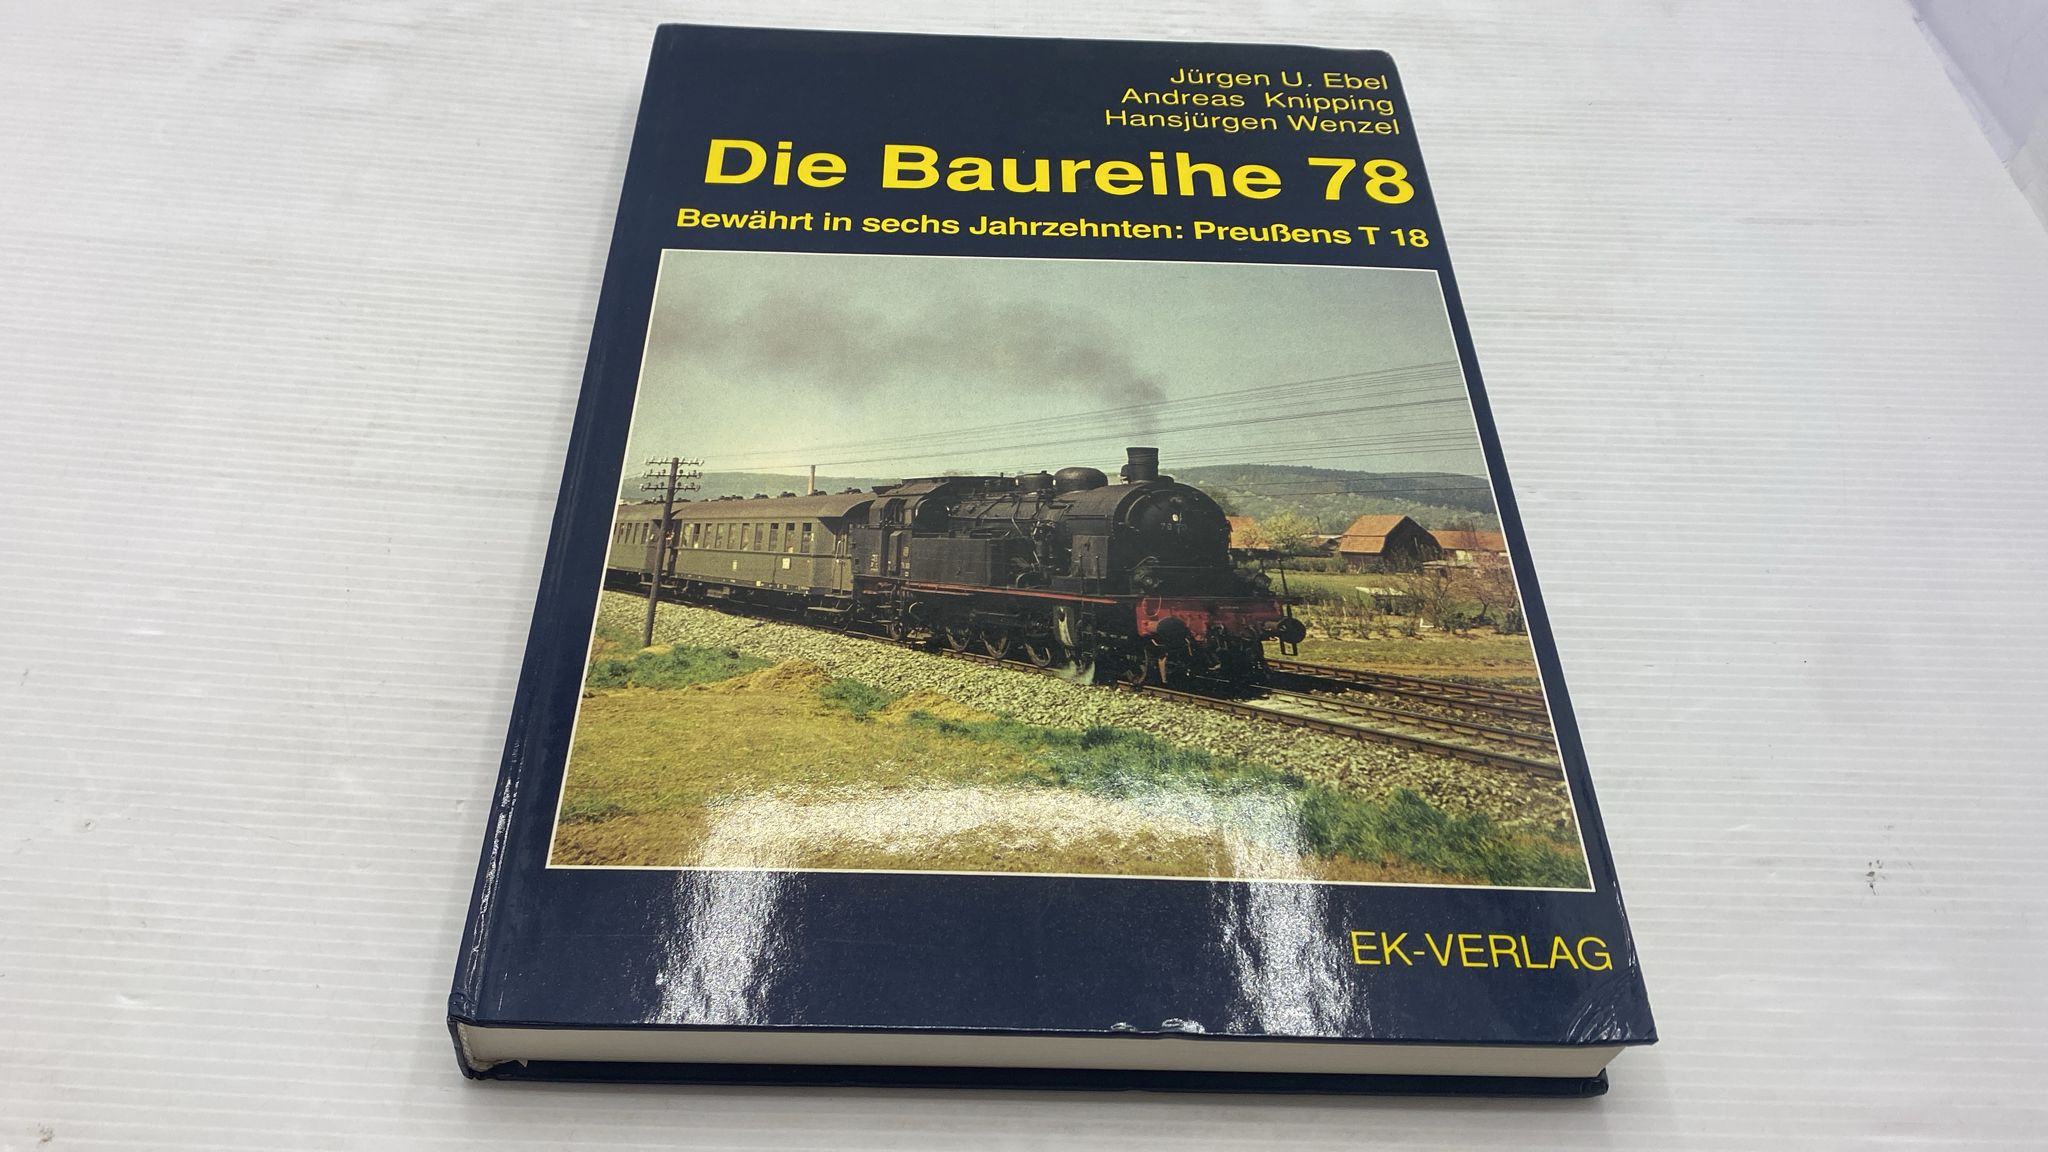 Jürgen U. Ebel
Andreas Knipping
Hansjürgen Wenzel
Die Baureihe 78
Bewährt in sechs Jahrzehnten: Preußens T 18
EK-VERLAG